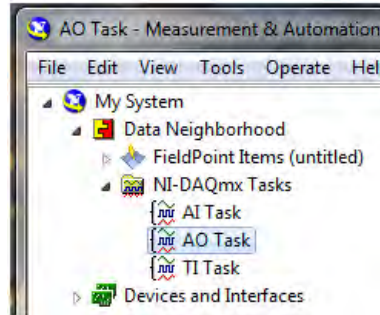 AO Task - Measurement & Automation
File Edit View Tools Operate Hel
My System
Data Neighborhood
FieldPoint Items (untitled)
NI-DAQmx Tasks
AI Task
AO Task
TI Task
Devices and Interfaces